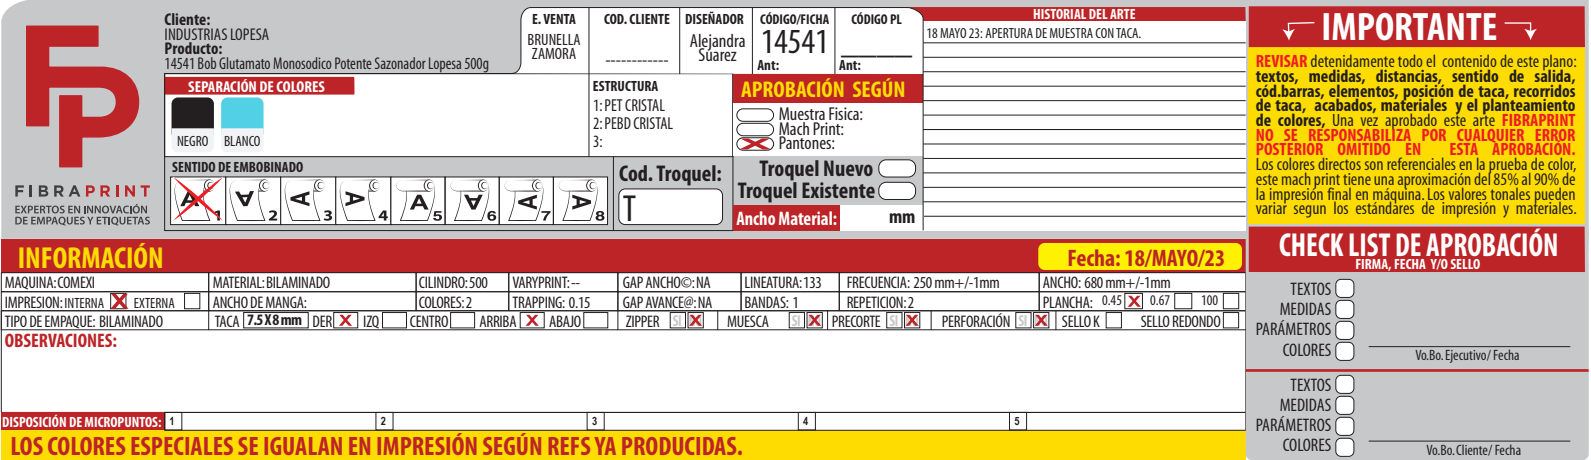 FP
FIBRAPRINT
EXPERTOS EN INNOVACIÓN
DE EMPAQUES Y ETIQUETAS
Cliente:
INDUSTRIAS LOPESA
Producto:
14541 Bob Glutamato Monosodico Potente Sazonador Lopesa 500g
E. VENTA
BRUNELLA
ZAMORA
COD. CLIENTE
------------
DISEÑADOR
Alejandra
Suarez
CÓDIGO/FICHA
14541
Ant:
CÓDIGO PL
Ant:
HISTORIAL DEL ARTE
18 MAYO 23: APERTURA DE MUESTRA CON TACA.
SEPARACIÓN DE COLORES
NEGRO
BLANCO
ESTRUCTURA
1: PET CRISTAL
2: PEBD CRISTAL
3:
APROBACIÓN SEGÚN
Muestra Fisica:
Mach Print:
X Pantones:
SENTIDO DE EMBOBINADO
A 1 A 2 A 3 A 4 A 5 A 6 A 7 A 8
Cod. Troquel:
T
Troquel Nuevo
Troquel Existente
Ancho Material: mm
IMPORTANTE
REVISAR detenidamente todo el contenido de este plano:
textos, medidas, distancias, sentido de salida,
cód.barras, elementos, posición de taca, recorridos
de taca, acabados, materiales y el planteamiento
de colores, Una vez aprobado este arte FIBRAPRINT
NO SE RESPONSABILIZA POR CUALQUIER ERROR
POSTERIOR OMITIDO EN ESTA APROBACIÓN.
Los colores directos son referenciales en la prueba de color,
este mach print tiene una aproximación del 85% al 90% de
la impresión final en máquina. Los valores tonales pueden
variar segun los estándares de impresión y materiales.
INFORMACIÓN
Fecha: 18/MAYO/23
MAQUINA: COMEXI MATERIAL: BILAMINADO CILINDRO: 500 VARYPRINT: -- GAP ANCHO©: NA LINEATURA: 133 FRECUENCIA: 250 mm+/-1mm ANCHO: 680 mm+/-1mm
IMPRESION: INTERNA X EXTERNA ANCHO DE MANGA: COLORES: 2 TRAPPING: 0.15 GAP AVANCE@: NA BANDAS: 1 REPETICION: 2 PLANCHA: 0.45 X 0.67 100
TIPO DE EMPAQUE: BILAMINADO TACA 7.5 X 8 mm DER X IZQ CENTRO ARRIBA X ABAJO ZIPPER SI X MUESCA SI X PRECORTE SI X PERFORACIÓN SI X SELLO K SELLO REDONDO
OBSERVACIONES:
DISPOSICIÓN DE MICROPUNTOS: 1 2 3 4 5
LOS COLORES ESPECIALES SE IGUALAN EN IMPRESIÓN SEGÚN REFS YA PRODUCIDAS.
CHECK LIST DE APROBACIÓN
FIRMA, FECHA Y/O SELLO
TEXTOS
MEDIDAS
PARÁMETROS
COLORES
Vo.Bo. Ejecutivo/ Fecha
TEXTOS
MEDIDAS
PARÁMETROS
COLORES
Vo.Bo. Cliente/ Fecha